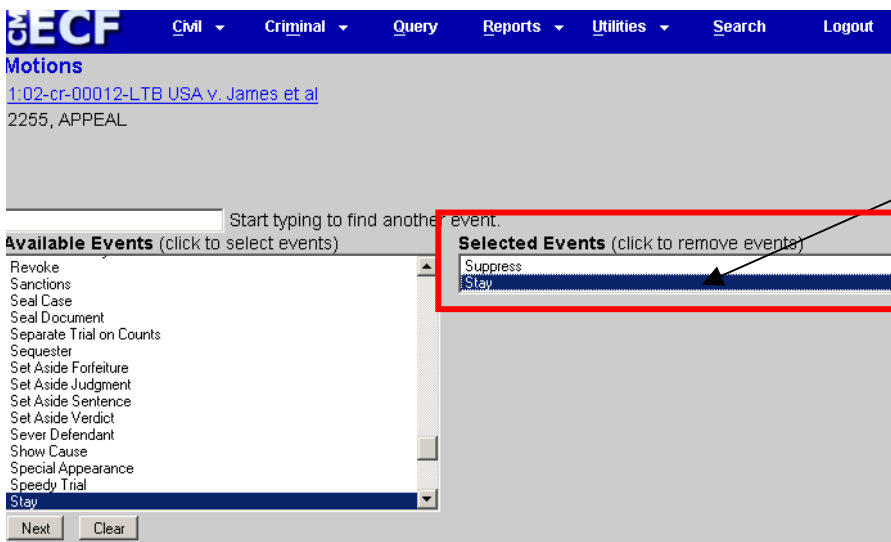 CM ECF Civil Criminal Query Reports Utilities Search Logout
Motions
1:02-cr-00012-LTB USA v. James et al
2255, APPEAL
Start typing to find another event.
Available Events (click to select events)
Revoke
Sanctions
Seal Case
Seal Document
Separate Trial on Counts
Sequester
Set Aside Forfeiture
Set Aside Judgment
Set Aside Sentence
Set Aside Verdict
Sever Defendant
Show Cause
Special Appearance
Speedy Trial
Stay
Selected Events (click to remove events)
Suppress
Stay
Next Clear